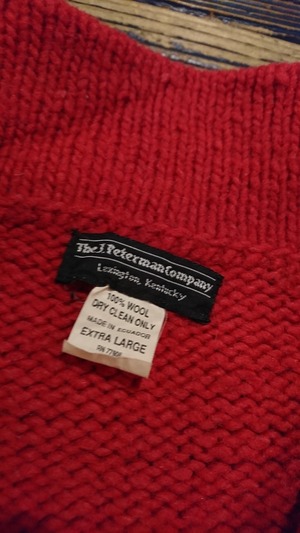 The J. Peterman Company
Lexington, Kentucky
100% WOOL
DRY CLEAN ONLY
MADE IN ECUADOR
EXTRA LARGE